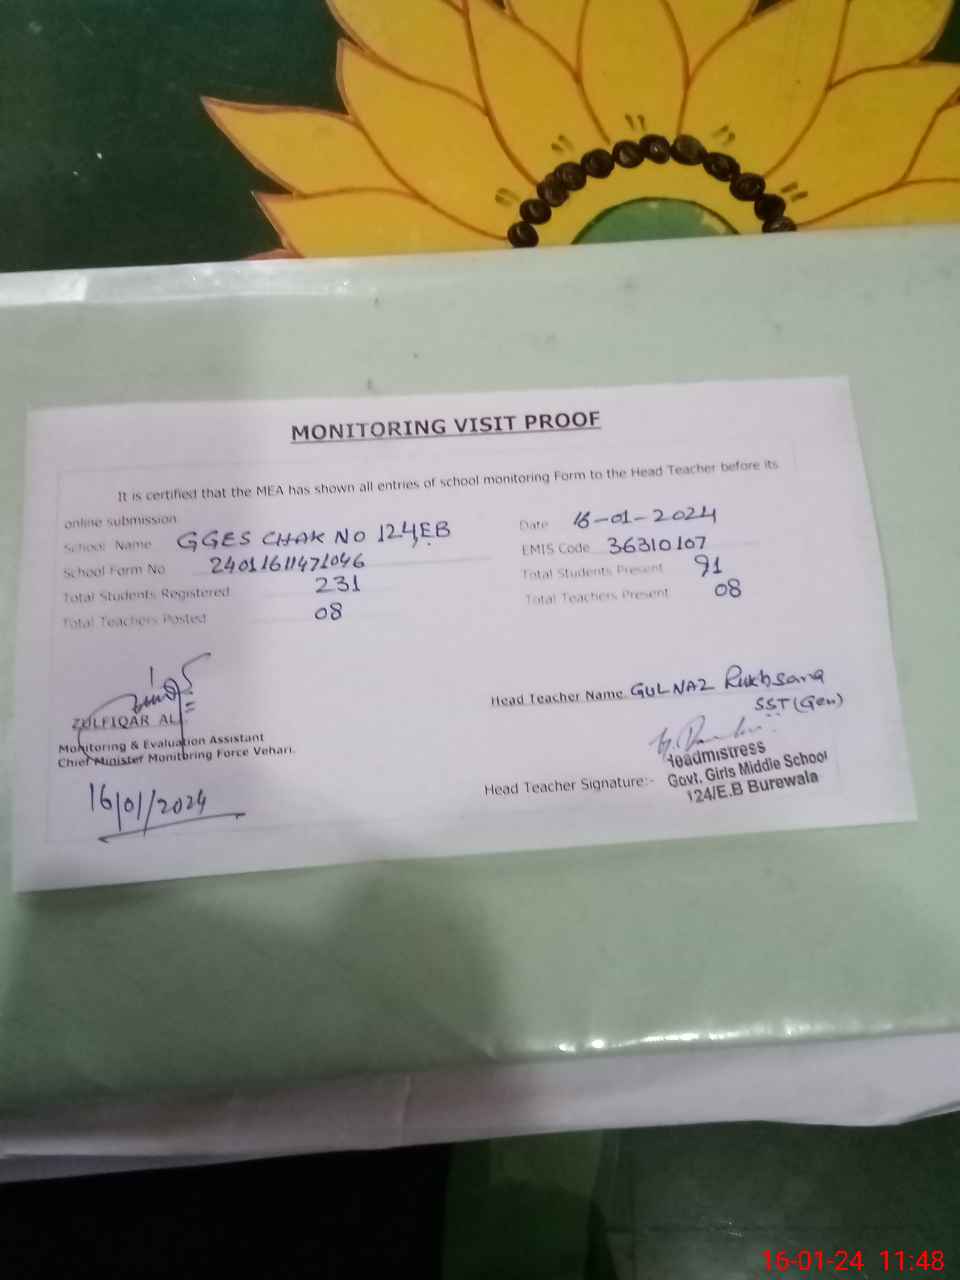 MONITORING VISIT PROOF
It is certified that the MEA has shown all entries of school monitoring Form to the Head Teacher before its
online submission
School Name GGES CHAK NO 124,EB
Date 16-01-2024
School Form No 24011611471046
EMIS Code 36310107
Total Students Registered 231
Total Students Present 91
Total Teachers Posted 08
Total Teachers Present 08
ZULFIQAR ALI
Monitoring & Evaluation Assistant
Chief Minister Monitoring Force Vehari.
16/01/2024
Head Teacher Name GULNAZ Rukhsana
SST (Gen)
Head Teacher Signature:-
Headmistress
Govt. Girls Middle School
124/E.B Burewala
16-01-24 11:48